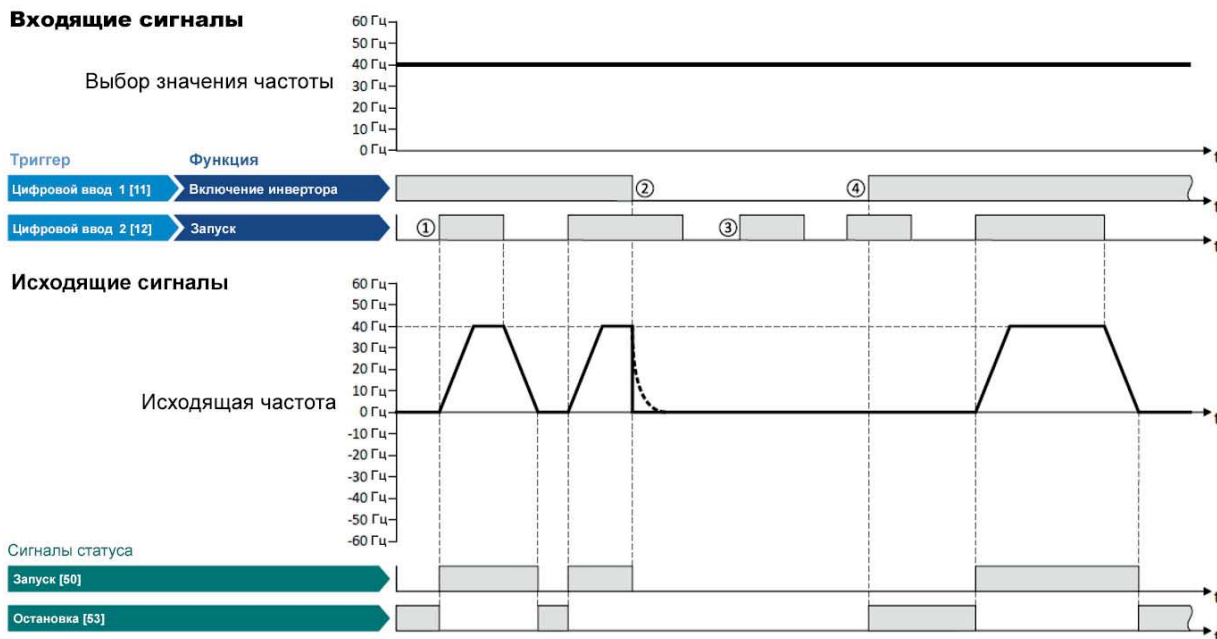 Входящие сигналы
60 Гц
50 Гц
40 Гц
30 Гц
20 Гц
10 Гц
0 Гц
Выбор значения частоты
t
Триггер Функция
Цифровой ввод 1 [11] Включение инвертора
② ④
t
Цифровой ввод 2 [12] Запуск
① ③
t
Исходящие сигналы
60 Гц
50 Гц
40 Гц
30 Гц
20 Гц
10 Гц
0 Гц
-10 Гц
-20 Гц
-30 Гц
-40 Гц
-50 Гц
-60 Гц
Исходящая частота
t
Сигналы статуса
Запуск [50]
t
Остановка [53]